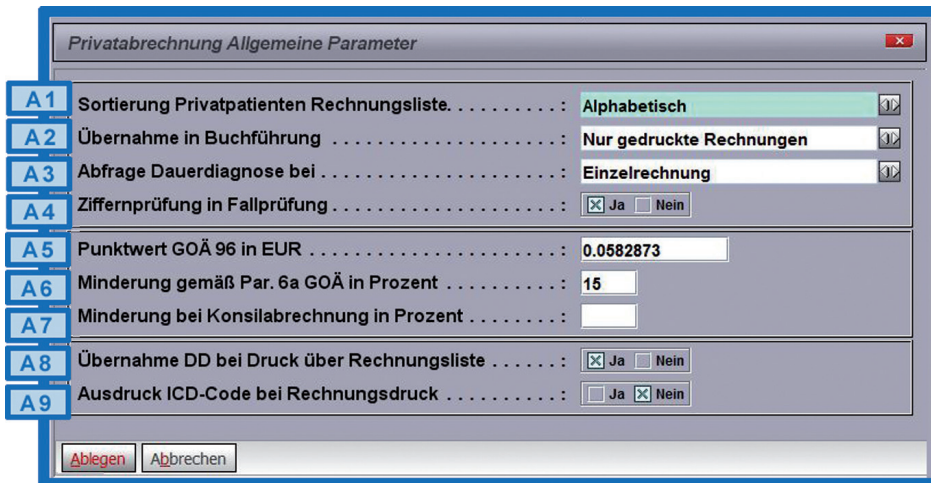 Privatabrechnung Allgemeine Parameter
A1 Sortierung Privatpatienten Rechnungsliste. . . . . . . . . . : Alphabetisch
A2 Übernahme in Buchführung . . . . . . . . . . . . . . . . . . . . . : Nur gedruckte Rechnungen
A3 Abfrage Dauerdiagnose bei . . . . . . . . . . . . . . . . . . . . . . : Einzelrechnung
A4 Ziffernprüfung in Fallprüfung . . . . . . . . . . . . . . . . . . . . . : Ja Nein
A5 Punktwert GOÄ 96 in EUR . . . . . . . . . . . . . . . . . . . . . . . : 0.0582873
A6 Minderung gemäß Par. 6a GOÄ in Prozent . . . . . . . . . . : 15
A7 Minderung bei Konsilabrechnung in Prozent . . . . . . . . :
A8 Übernahme DD bei Druck über Rechnungsliste . . . . . . : Ja Nein
A9 Ausdruck ICD-Code bei Rechnungsdruck . . . . . . . . . . . : Ja Nein
Ablegen Abbrechen